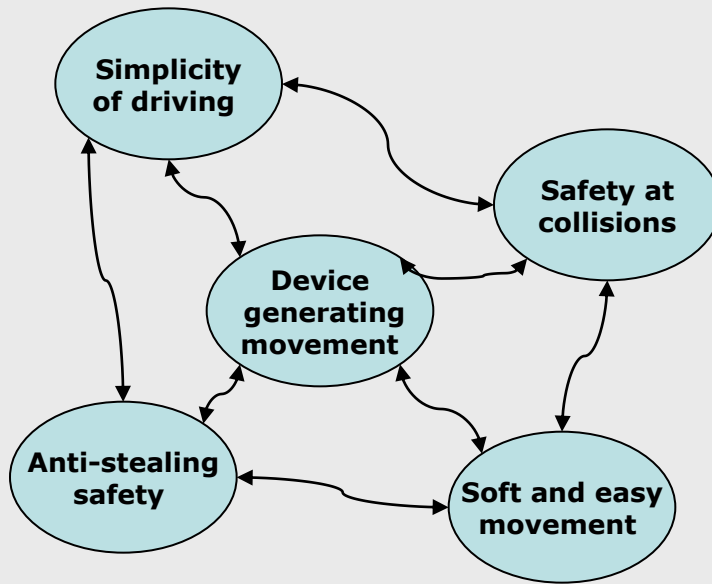 Simplicity
of driving
Safety at
collisions
Device
generating
movement
Anti-stealing
safety
Soft and easy
movement